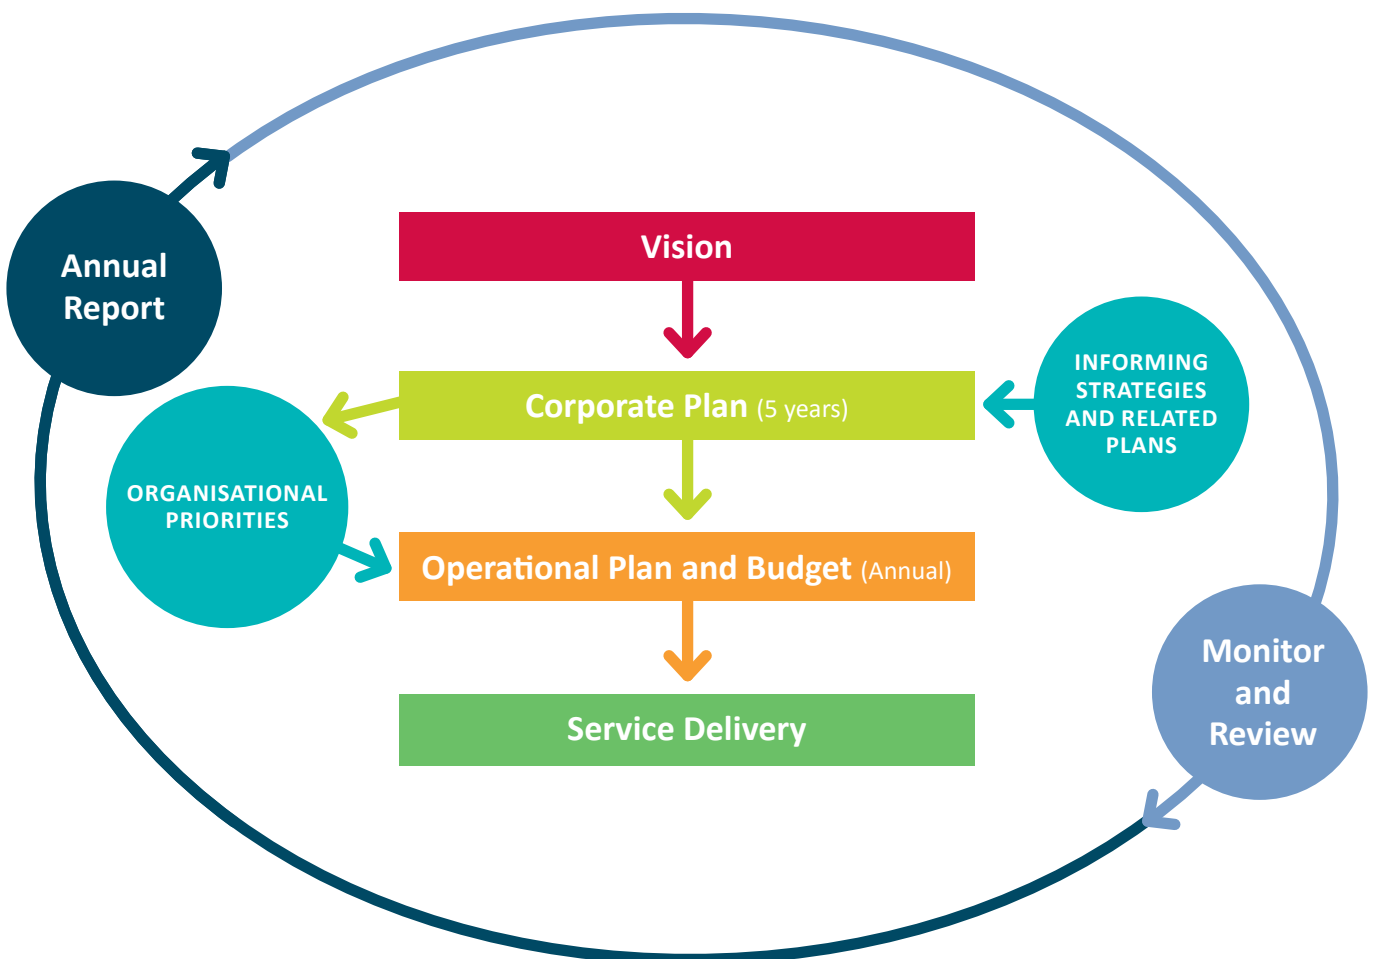 Annual
Report
Vision
INFORMING
STRATEGIES
AND RELATED
PLANS
Corporate Plan (5 years)
ORGANISATIONAL
PRIORITIES
Operational Plan and Budget (Annual)
Monitor
and
Review
Service Delivery